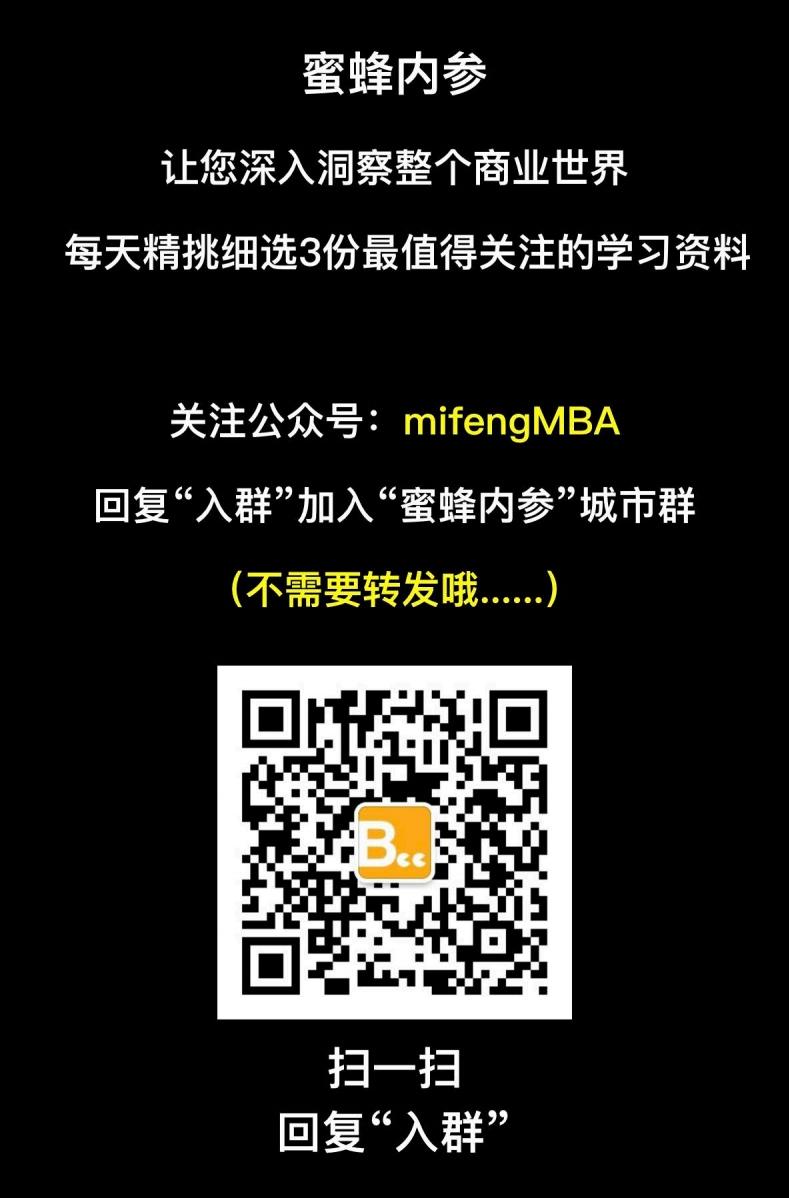 蜜蜂内参
让您深入洞察整个商业世界
每天精挑细选3份最值得关注的学习资料
关注公众号：mifengMBA
回复“入群”加入“蜜蜂内参”城市群
（不需要转发哦......）
Bee
扫一扫
回复“入群”